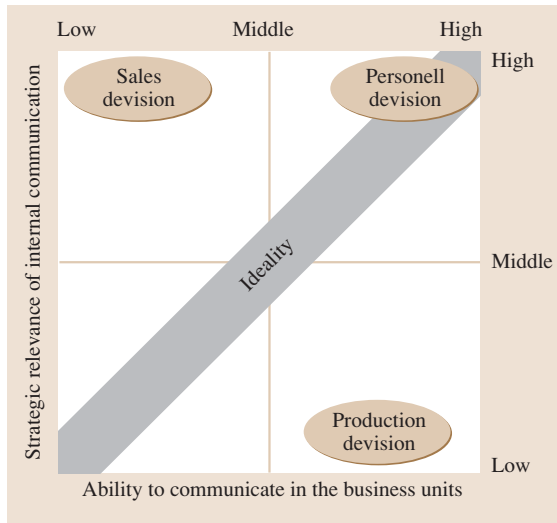 Low Middle High
High
Sales
devision
Personell
devision
Strategic relevance of internal communication
Ideality
Middle
Production
devision
Low
Ability to communicate in the business units